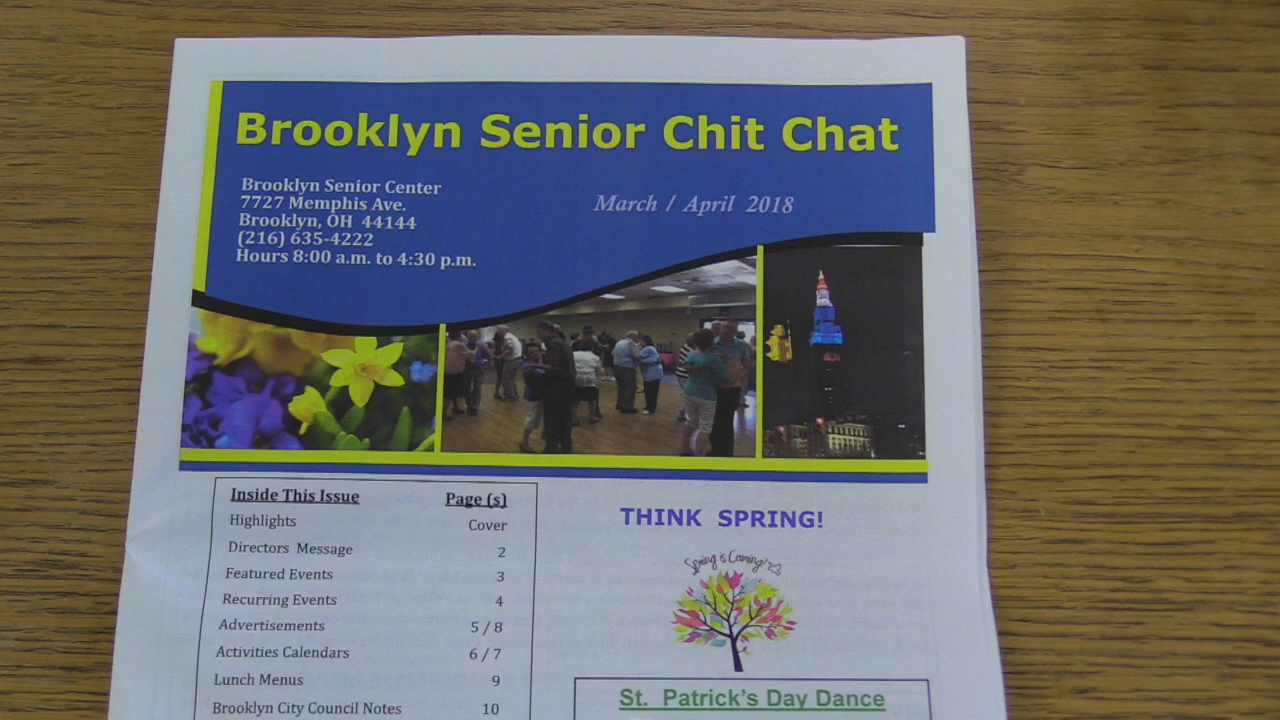 Brooklyn Senior Chit Chat
Brooklyn Senior Center
7727 Memphis Ave.
Brooklyn, OH 44144
(216) 635-4222
Hours 8:00 a.m. to 4:30 p.m.
March / April 2018
Inside This Issue Page (s)
Highlights Cover
Directors Message 2
Featured Events 3
Recurring Events 4
Advertisements 5 / 8
Activities Calendars 6 / 7
Lunch Menus 9
Brooklyn City Council Notes 10
THINK SPRING!
Spring is Coming!
St. Patrick's Day Dance